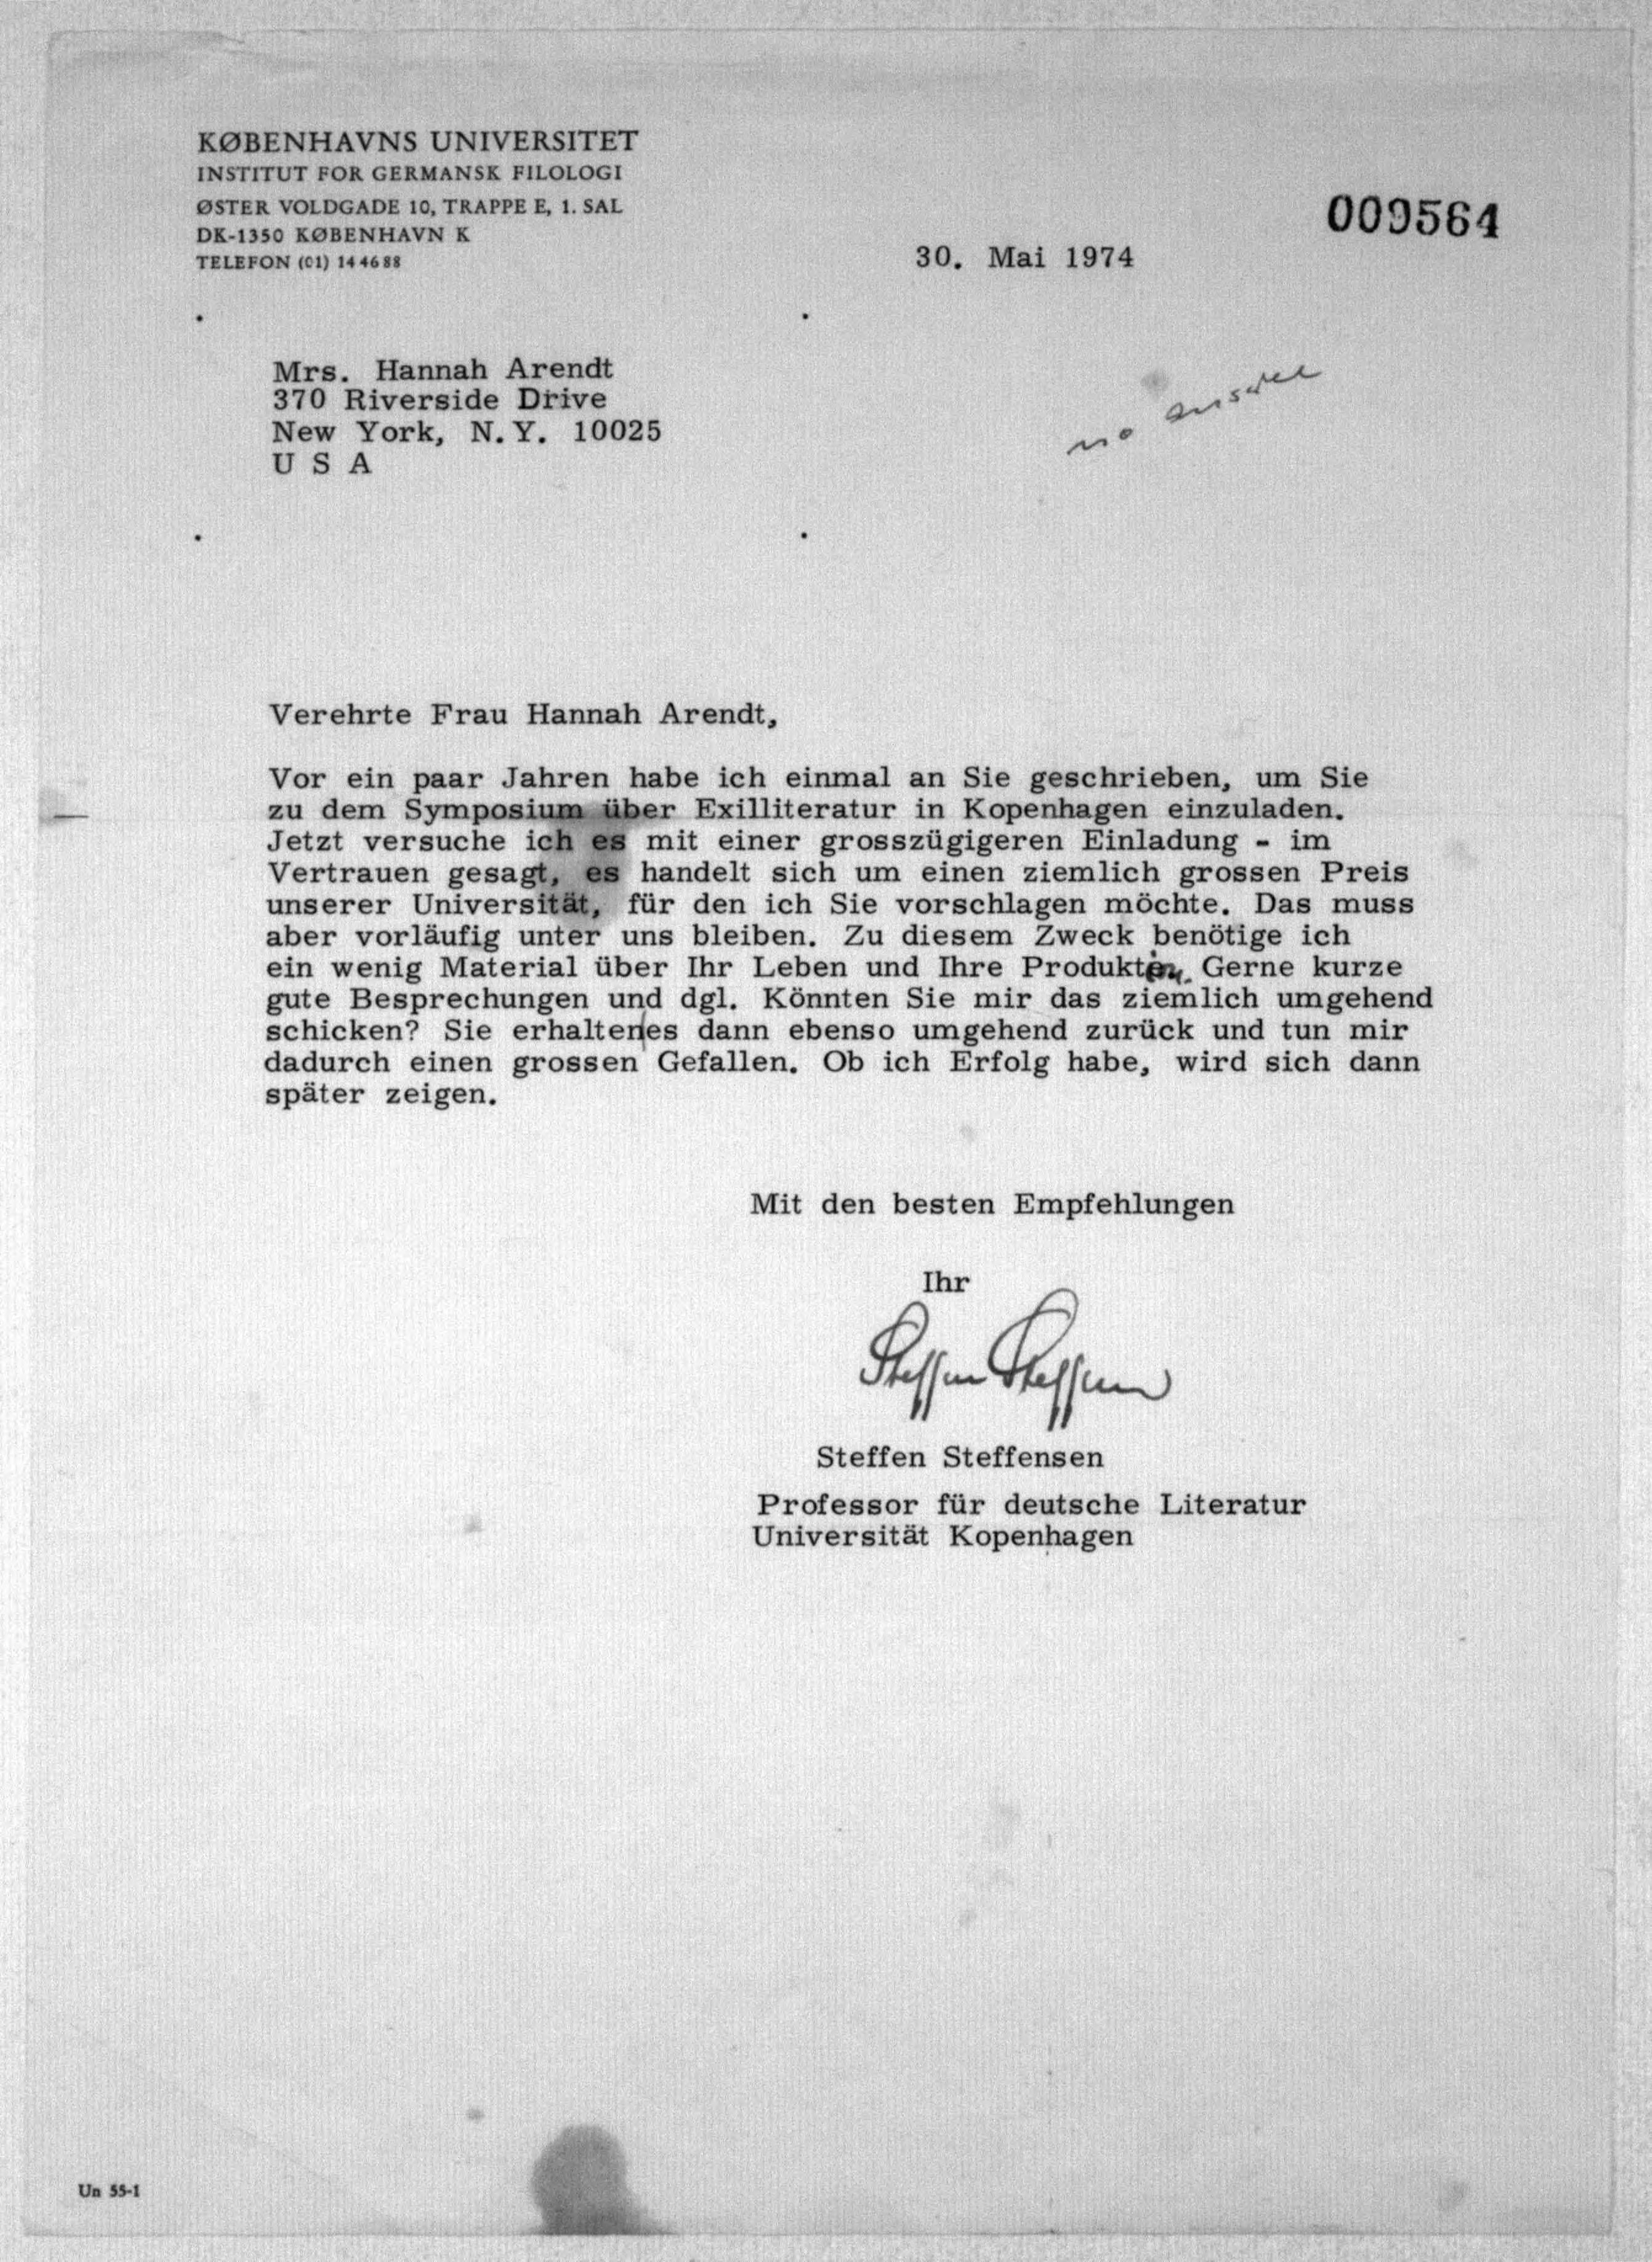 KØBENHAVNS UNIVERSITET
INSTITUT FOR GERMANSK FILOLOGI
ØSTER VOLDGADE 10, TRAPPE E, 1. SAL
DK-1350 KØBENHAVN K
TELEFON (01) 14 46 88
009564
30. Mai 1974
Mrs. Hannah Arendt
370 Riverside Drive
New York, N.Y. 10025
U S A
no answer
Verehrte Frau Hannah Arendt,
Vor ein paar Jahren habe ich einmal an Sie geschrieben, um Sie
zu dem Symposium über Exilliteratur in Kopenhagen einzuladen.
Jetzt versuche ich es mit einer grosszügigeren Einladung - im
Vertrauen gesagt, es handelt sich um einen ziemlich grossen Preis
unserer Universität, für den ich Sie vorschlagen möchte. Das muss
aber vorläufig unter uns bleiben. Zu diesem Zweck benötige ich
ein wenig Material über Ihr Leben und Ihre Gerne kurze
gute Besprechungen und dgl. Könnten Sie mir das ziemlich umgehend
schicken? Sie erhalten|es dann ebenso umgehend zurück und tun mir
dadurch einen grossen Gefallen. Ob ich Erfolg habe, wird sich dann
später zeigen.
Mit den besten Empfehlungen
Ihr
Steffen Steffensen
Steffen Steffensen
Professor für deutsche Literatur
Universität Kopenhagen
Un 55-1